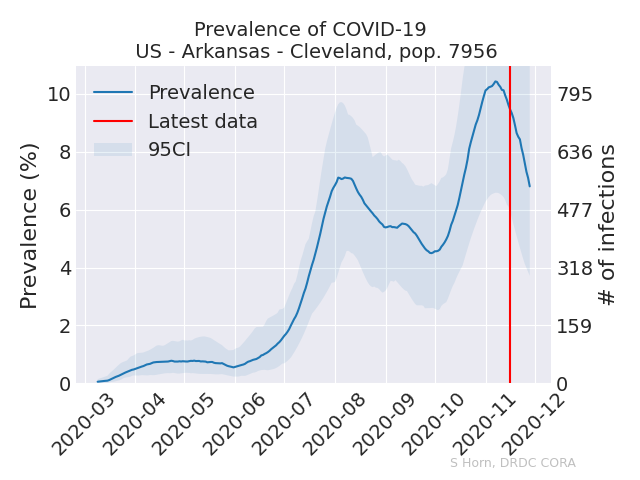 Prevalence of COVID-19
US - Arkansas - Cleveland, pop. 7956
Prevalence
Latest data
95CI
Prevalence (%)
10
8
6
4
2
0
795
636
477
318
159
0
# of infections
2020-03
2020-04
2020-05
2020-06
2020-07
2020-08
2020-09
2020-10
2020-11
2020-12
S Horn, DRDC CORA